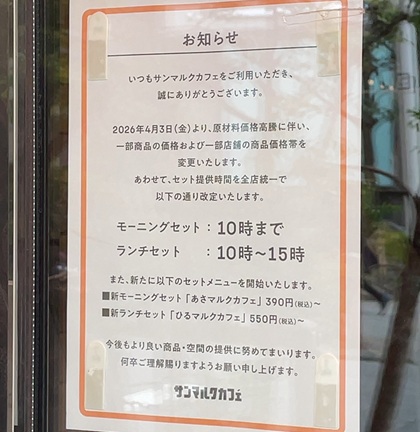 お知らせ
いつもサンマルクカフェをご利用いただき、
誠にありがとうございます。
2026年4月3日(金)より、原材料価格高騰に伴い、
一部商品の価格および一部店舗の商品価格帯を
変更いたします。
あわせて、セット提供時間を全店統一で
以下の通り改定いたします。
モーニングセット：10時まで
ランチセット　：10時〜15時
また、新たに以下のセットメニューを開始いたします。
■新モーニングセット「あさマルクカフェ」390円(税込)〜
■新ランチセット「ひるマルクカフェ」550円(税込)〜
今後もより良い商品・空間の提供に努めてまいります。
何卒ご理解賜りますようお願い申し上げます。
サンマルクカフェ